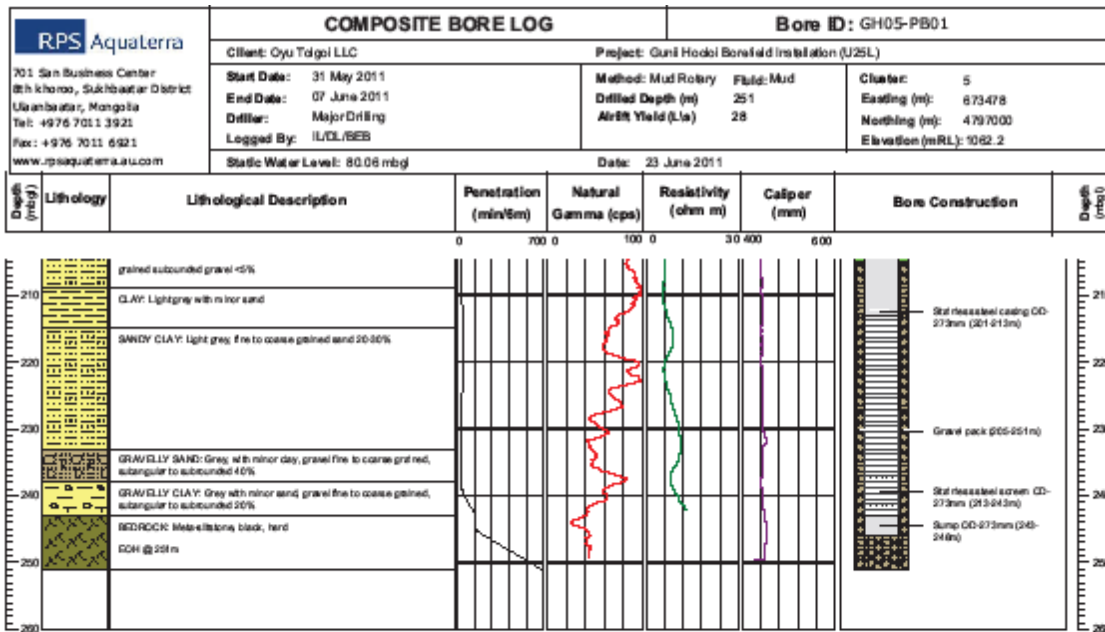 COMPOSITE BORE LOG
Bore ID: GH05-PB01
RPS Aquaterra
701 San Business Center
8th khoroo, Sukhbaatar District
Ulaanbaatar, Mongolia
Tel: +976 7011 3921
Fax: +976 7011 6921
www.rpsaquaterra.au.com
Client: Oyu Tolgoi LLC
Project: Gunii Hooloi Borefield Installation (U25L)
Start Date: 31 May 2011
End Date: 07 June 2011
Driller: Major Drilling
Logged By: IL/DL/BEB
Method: Mud Rotary Fluid: Mud
Drilled Depth (m) 251
Airlift Yield (L/s) 28
Cluster: 5
Easting (m): 673478
Northing (m): 4797000
Elevation (mRL): 1062.2
Static Water Level: 80.06 mbgl
Date: 23 June 2011
Depth (mbgl)
Lithology
Lithological Description
Penetration (min/6m)
Natural Gamma (cps)
Resistivity (ohm m)
Caliper (mm)
Bore Construction
Depth (mbgl)
0 700 0 100 0 30 400 600
grained subrounded gravel <5%
210
CLAY: Light grey with minor sand
Stainless steel casing OD-
273mm (201-213m)
SANDY CLAY: Light grey, fine to coarse grained sand 20-30%
220
230
Gravel pack (205-251m)
GRAVELLY SAND: Grey, with minor clay, gravel fine to coarse grained,
subangular to subrounded 40%
240
GRAVELLY CLAY: Grey with minor sand, gravel fine to coarse grained,
subangular to subrounded 20%
Stainless steel screen OD-
273mm (213-243m)
BEDROCK: Meta-siltstone, black, hard
Sump OD-273mm (243-
246m)
EOH @ 251m
250
260